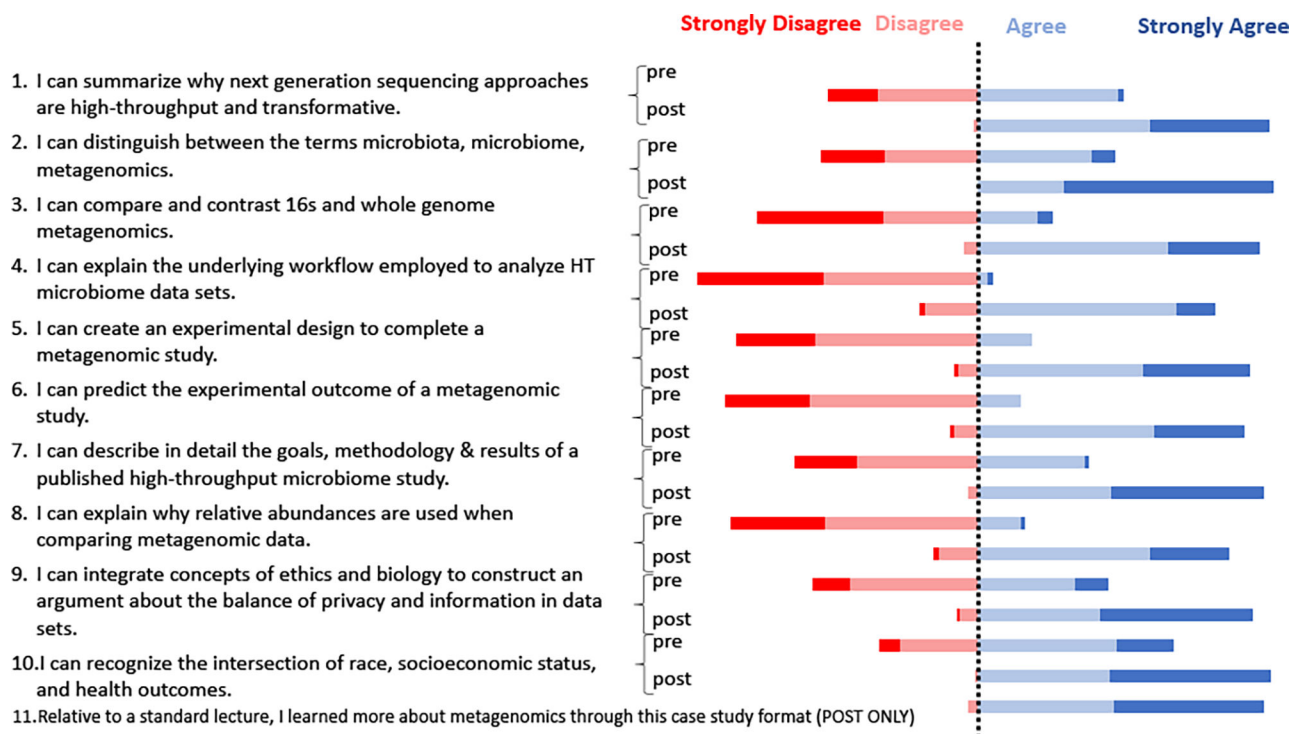 Strongly Disagree Disagree Agree Strongly Agree
1. I can summarize why next generation sequencing approaches
are high-throughput and transformative.
pre
post
2. I can distinguish between the terms microbiota, microbiome,
metagenomics.
pre
post
3. I can compare and contrast 16s and whole genome
metagenomics.
pre
post
4. I can explain the underlying workflow employed to analyze HT
microbiome data sets.
pre
post
5. I can create an experimental design to complete a
metagenomic study.
pre
post
6. I can predict the experimental outcome of a metagenomic
study.
pre
post
7. I can describe in detail the goals, methodology & results of a
published high-throughput microbiome study.
pre
post
8. I can explain why relative abundances are used when
comparing metagenomic data.
pre
post
9. I can integrate concepts of ethics and biology to construct an
argument about the balance of privacy and information in data
sets.
pre
post
10.I can recognize the intersection of race, socioeconomic status,
and health outcomes.
pre
post
11.Relative to a standard lecture, I learned more about metagenomics through this case study format (POST ONLY)